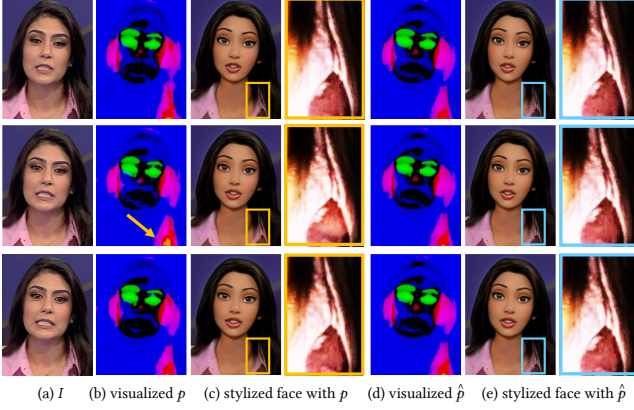 (a) I (b) visualized p (c) stylized face with p (d) visualized p̂ (e) stylized face with p̂